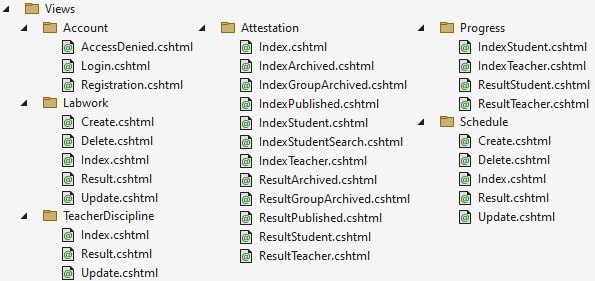 Views
Account
AccessDenied.cshtml
Login.cshtml
Registration.cshtml
Labwork
Create.cshtml
Delete.cshtml
Index.cshtml
Result.cshtml
Update.cshtml
TeacherDiscipline
Index.cshtml
Result.cshtml
Update.cshtml
Attestation
Index.cshtml
IndexArchived.cshtml
IndexGroupArchived.cshtml
IndexPublished.cshtml
IndexStudent.cshtml
IndexStudentSearch.cshtml
IndexTeacher.cshtml
ResultArchived.cshtml
ResultGroupArchived.cshtml
ResultPublished.cshtml
ResultStudent.cshtml
ResultTeacher.cshtml
Progress
IndexStudent.cshtml
IndexTeacher.cshtml
ResultStudent.cshtml
ResultTeacher.cshtml
Schedule
Create.cshtml
Delete.cshtml
Index.cshtml
Result.cshtml
Update.cshtml